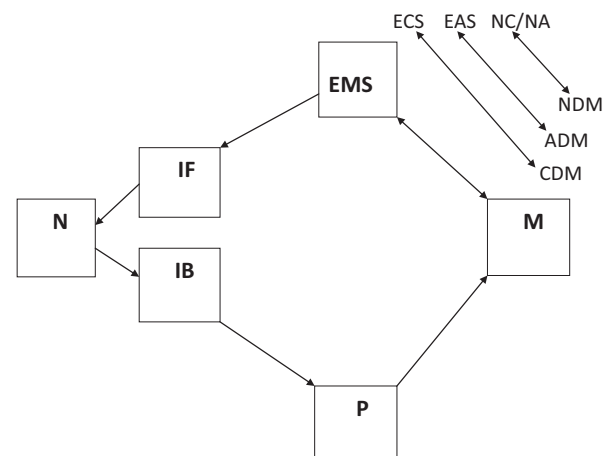 ECS EAS NC/NA
EMS
NDM
ADM
IF
CDM
N
M
IB
P